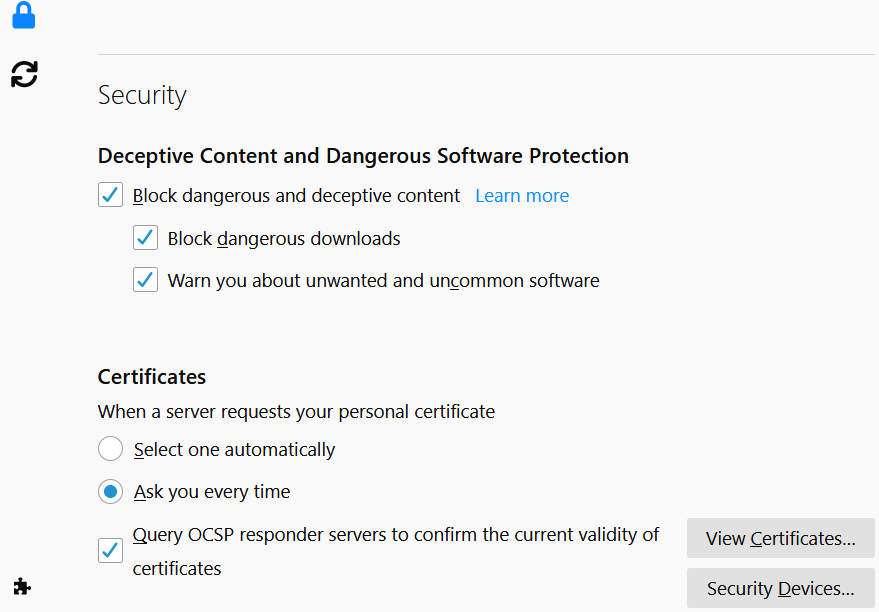 Security
Deceptive Content and Dangerous Software Protection
Block dangerous and deceptive content Learn more
Block dangerous downloads
Warn you about unwanted and uncommon software
Certificates
When a server requests your personal certificate
Select one automatically
Ask you every time
Query OCSP responder servers to confirm the current validity of
certificates
View Certificates...
Security Devices...